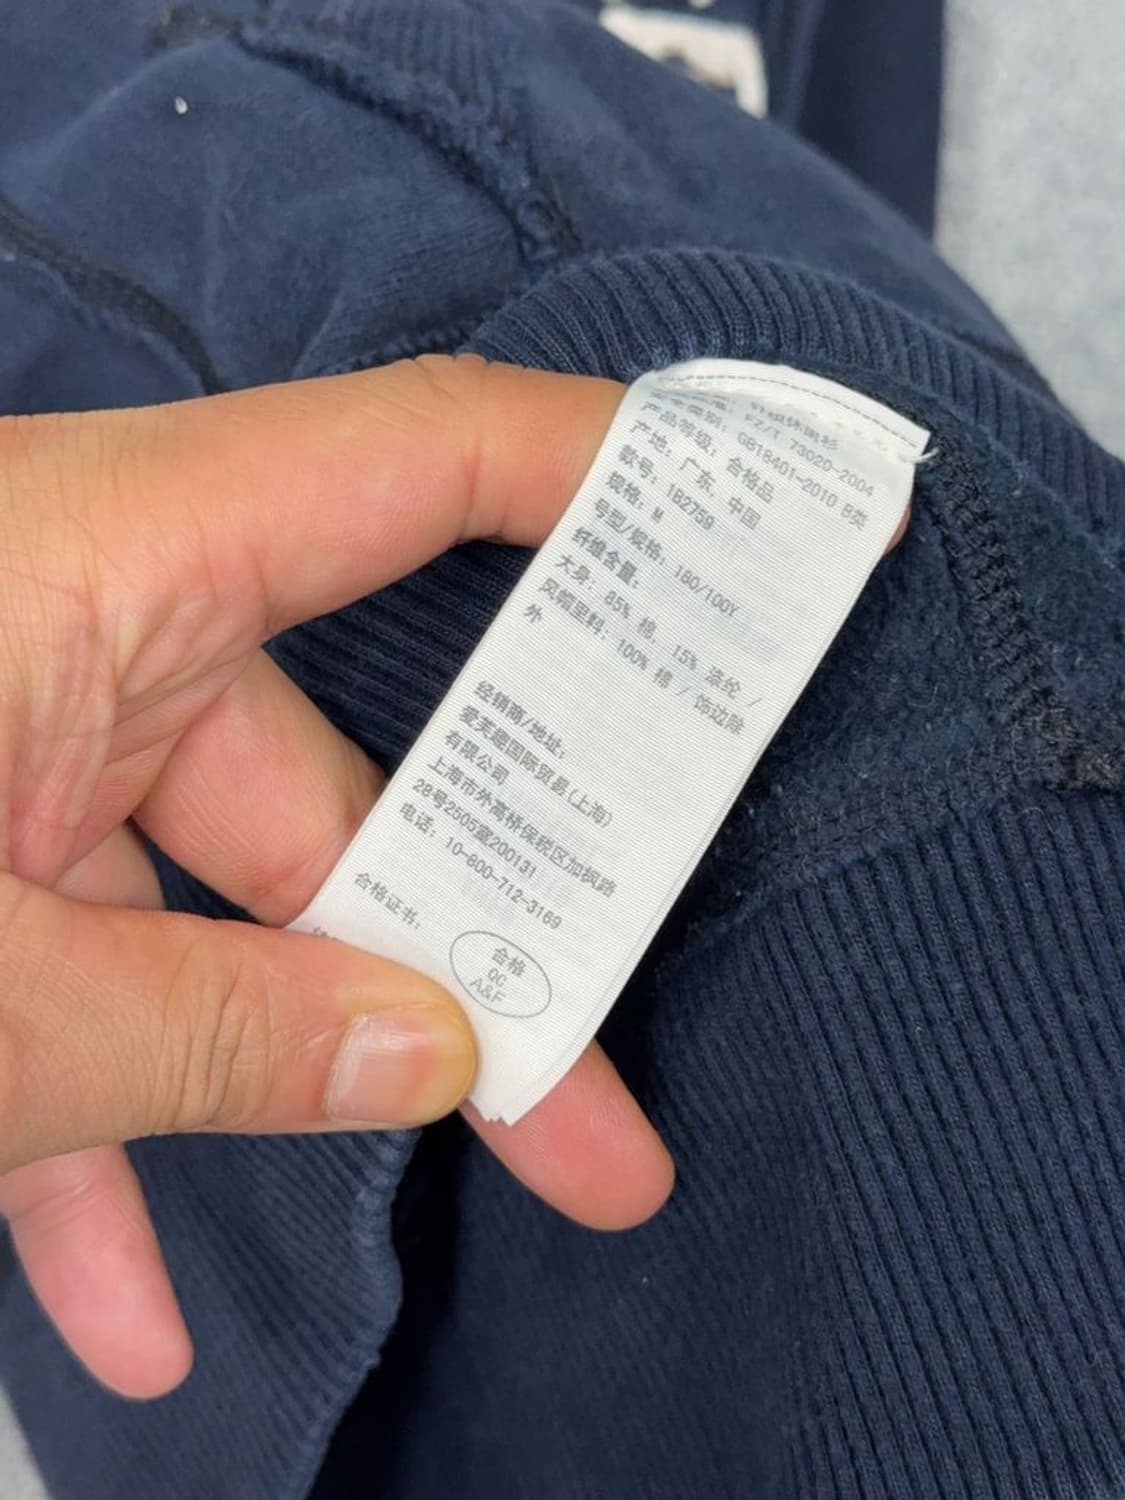 FZ/T 73020-2004
GB18401-2010 B类
产品等级: 合格品
产地: 广东, 中国
款号: 182759
规格: M
号型/规格: 180/100Y
纤维含量:
大身: 85% 棉, 15% 涤纶 /
风帽里料: 100% 棉 / 饰边除
外
经销商/地址:
爱芙趣国际贸易(上海)
有限公司
上海市外高桥保税区加枫路
28号2505室200131
电话: 10-800-712-3169
合格证书:
合格
QC
A&F